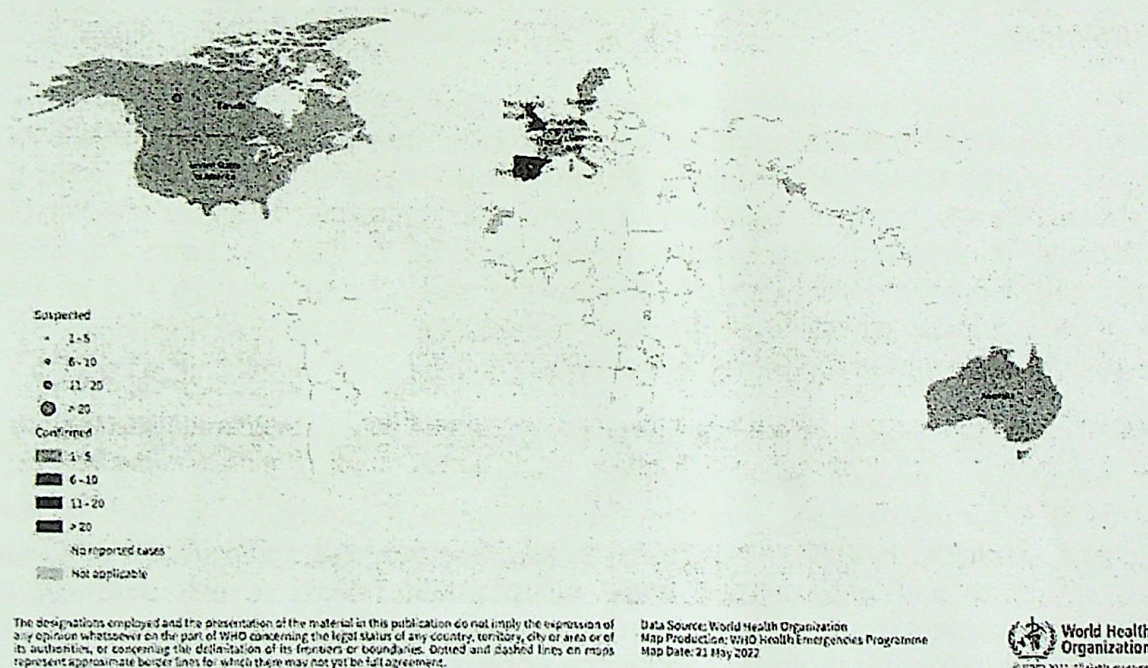 Canada
United States
of America
Australia
Suspected
1 - 5
6 - 10
11 - 20
> 20
Confirmed
1 - 5
6 - 10
11 - 20
> 20
No reported cases
Not applicable
The designations employed and the presentation of the material in this publication do not imply the expression of
any opinion whatsoever on the part of WHO concerning the legal status of any country, territory, city or area or of
its authorities, or concerning the delimitation of its frontiers or boundaries. Dotted and dashed lines on maps
represent approximate border lines for which there may not yet be full agreement.
Data Source: World Health Organization
Map Production: WHO Health Emergencies Programme
Map Date: 21 May 2022
World Health
Organization